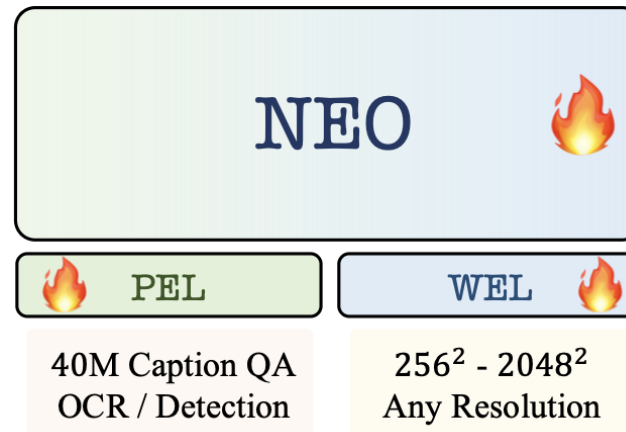 NEO
PEL
WEL
40M Caption QA
OCR / Detection
256² - 2048²
Any Resolution